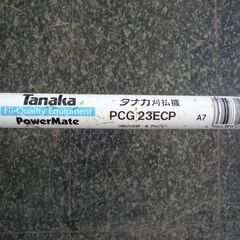 Tanaka
Hi-Quality Equipment
PowerMate
タナカ刈払機
PCG 23ECP
A7